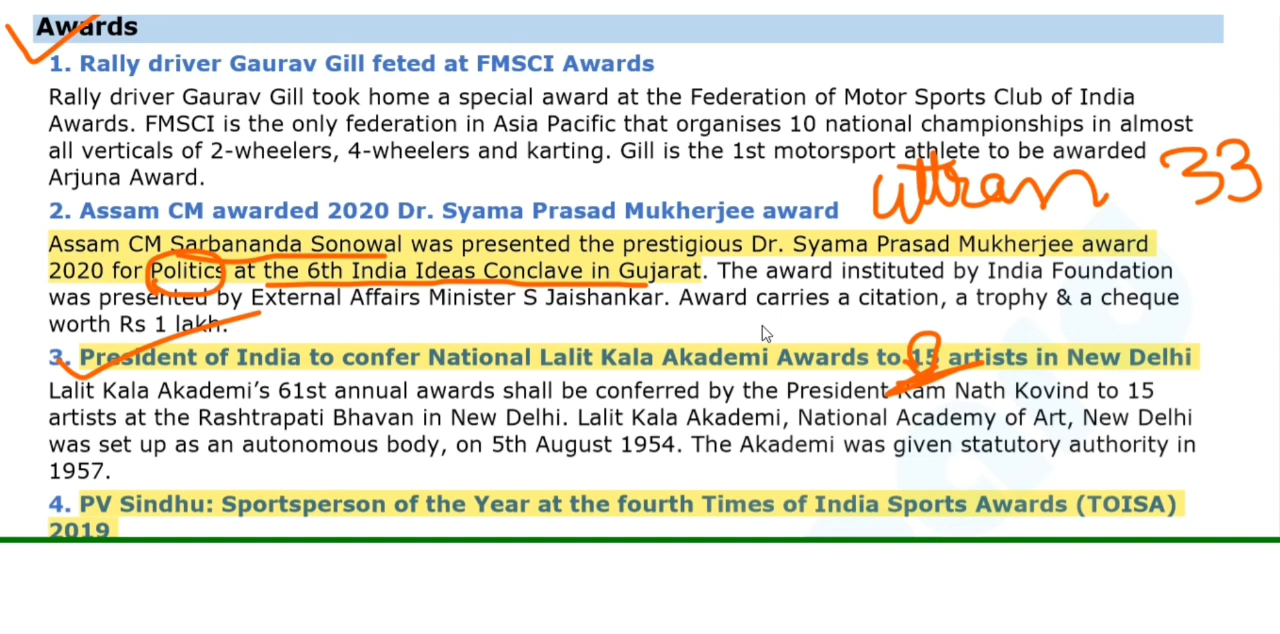 Awards
1. Rally driver Gaurav Gill feted at FMSCI Awards
Rally driver Gaurav Gill took home a special award at the Federation of Motor Sports Club of India
Awards. FMSCI is the only federation in Asia Pacific that organises 10 national championships in almost
all verticals of 2-wheelers, 4-wheelers and karting. Gill is the 1st motorsport athlete to be awarded
Arjuna Award.
uttram 33
2. Assam CM awarded 2020 Dr. Syama Prasad Mukherjee award
Assam CM Sarbananda Sonowal was presented the prestigious Dr. Syama Prasad Mukherjee award
2020 for Politics at the 6th India Ideas Conclave in Gujarat. The award instituted by India Foundation
was presented by External Affairs Minister S Jaishankar. Award carries a citation, a trophy & a cheque
worth Rs 1 lakh.
3. President of India to confer National Lalit Kala Akademi Awards to 15 artists in New Delhi
Lalit Kala Akademi’s 61st annual awards shall be conferred by the President Ram Nath Kovind to 15
artists at the Rashtrapati Bhavan in New Delhi. Lalit Kala Akademi, National Academy of Art, New Delhi
was set up as an autonomous body, on 5th August 1954. The Akademi was given statutory authority in
1957.
4. PV Sindhu: Sportsperson of the Year at the fourth Times of India Sports Awards (TOISA)
2019